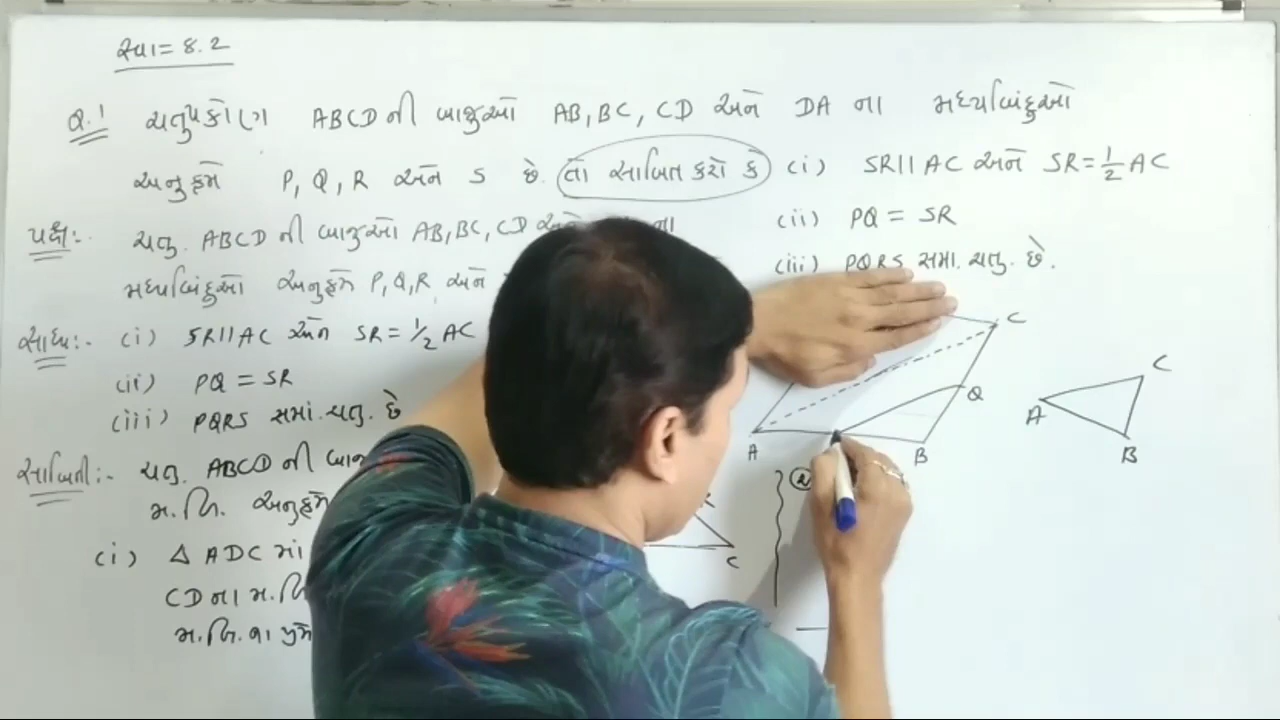 સ્વા = 8.2
Q.1 ચતુષ્કોણ ABCD ની બાજુઓ AB, BC, CD અને DA ના મધ્યબિંદુઓ
અનુક્રમે P, Q, R અને S છે. તો સાબિત કરો કે (i) SR || AC અને SR = 1/2 AC
(ii) PQ = SR
(iii) PQRS સમા. ચતુ. છે.
પક્ષ :- ચતુ. ABCD ની બાજુઓ AB, BC, CD ના
મધ્યબિંદુઓ અનુક્રમે P, Q, R અને
સાધ્ય :- (i) SR || AC અને SR = 1/2 AC
(ii) PQ = SR
(iii) PQRS સમાં. ચતુ. છે
સાબિતી :- ચતુ. ABCD ની
મ.બિ. અનુક્રમે
(i) △ ADC માં
CD ના મ.બિ
મ.બિ.
C
Q
A
B
A
C
B
C